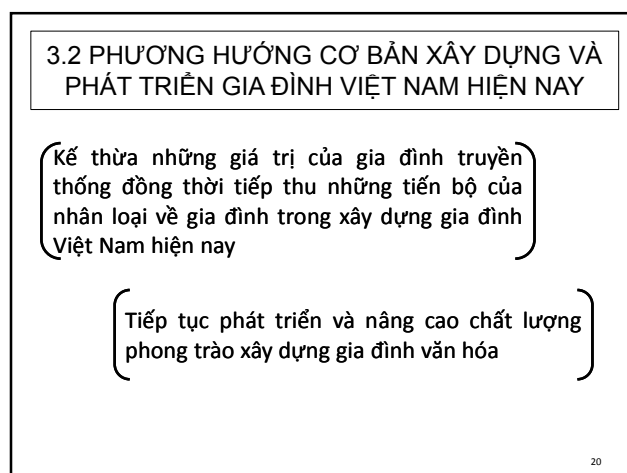 3.2 PHƯƠNG HƯỚNG CƠ BẢN XÂY DỰNG VÀ
PHÁT TRIỂN GIA ĐÌNH VIỆT NAM HIỆN NAY
Kế thừa những giá trị của gia đình truyền
thống đồng thời tiếp thu những tiến bộ của
nhân loại về gia đình trong xây dựng gia đình
Việt Nam hiện nay
Tiếp tục phát triển và nâng cao chất lượng
phong trào xây dựng gia đình văn hóa
20